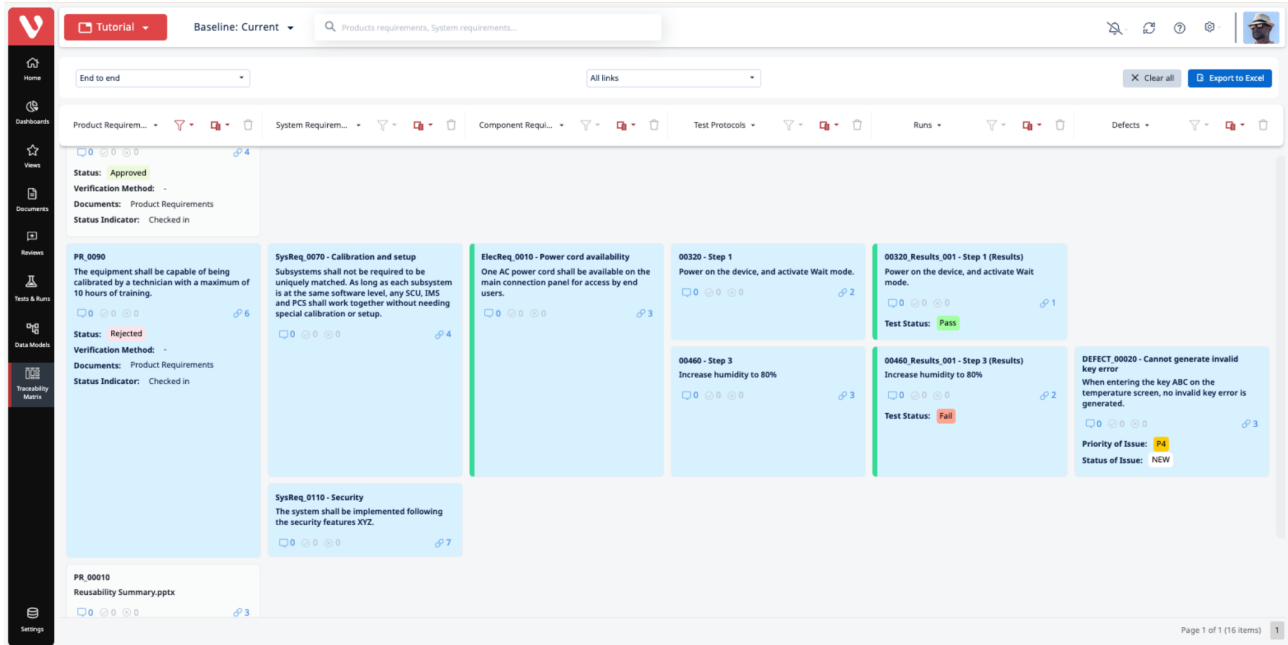 Tutorial
Baseline: Current
Products requirements, System requirements...
Home
Dashboards
Views
Documents
Reviews
Tests & Runs
Data Models
Traceability
Matrix
Settings
End to end
All links
Clear all
Export to Excel
Product Requirem...
System Requirem...
Component Requi...
Test Protocols
Runs
Defects
0 0 0 4
Status: Approved
Verification Method: -
Documents: Product Requirements
Status Indicator: Checked in
PR_0090
The equipment shall be capable of being
calibrated by a technician with a maximum of
10 hours of training.
0 0 0 6
Status: Rejected
Verification Method: -
Documents: Product Requirements
Status Indicator: Checked in
SysReq_0070 - Calibration and setup
Subsystems shall not be required to be
uniquely matched. As long as each subsystem
is at the same software level, any SCU, IMS
and PCS shall work together without needing
special calibration or setup.
0 0 0 4
ElecReq_0010 - Power cord availability
One AC power cord shall be available on the
main connection panel for access by end
users.
0 0 0 3
00320 - Step 1
Power on the device, and activate Wait mode.
0 0 0 2
00320_Results_001 - Step 1 (Results)
Power on the device, and activate Wait
mode.
0 0 0 1
Test Status: Pass
00460 - Step 3
Increase humidity to 80%
0 0 0 3
00460_Results_001 - Step 3 (Results)
Increase humidity to 80%
0 0 0 2
Test Status: Fail
DEFECT_00020 - Cannot generate invalid
key error
When entering the key ABC on the
temperature screen, no invalid key error is
generated.
0 0 0 3
Priority of Issue: P4
Status of Issue: NEW
SysReq_0110 - Security
The system shall be implemented following
the security features XYZ.
0 0 0 7
PR_00010
Reusability Summary.pptx
0 0 0 3
Page 1 of 1 (16 items) 1